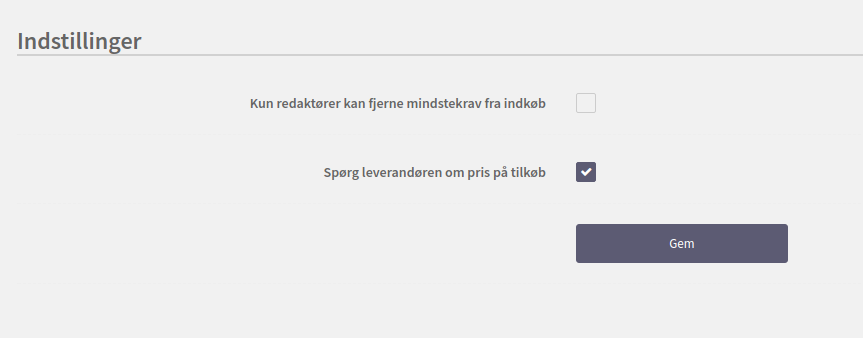 Indstillinger
Kun redaktører kan fjerne mindstekrav fra indkøb
Spørg leverandøren om pris på tilkøb
Gem